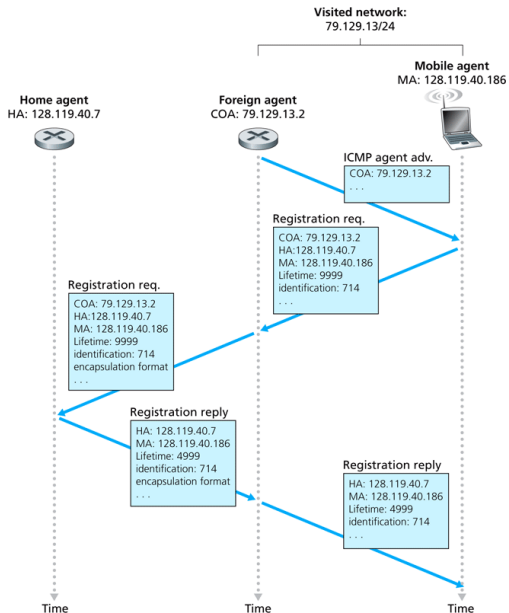 Visited network:
79.129.13/24
Mobile agent
MA: 128.119.40.186
Home agent
HA: 128.119.40.7
Foreign agent
COA: 79.129.13.2
ICMP agent adv.
COA: 79.129.13.2
. . .
Registration req.
COA: 79.129.13.2
HA:128.119.40.7
MA: 128.119.40.186
Lifetime: 9999
identification: 714
. . .
Registration req.
COA: 79.129.13.2
HA:128.119.40.7
MA: 128.119.40.186
Lifetime: 9999
identification: 714
encapsulation format
. . .
Registration reply
HA: 128.119.40.7
MA: 128.119.40.186
Lifetime: 4999
identification: 714
encapsulation format
. . .
Registration reply
HA: 128.119.40.7
MA: 128.119.40.186
Lifetime: 4999
identification: 714
. . .
Time
Time
Time